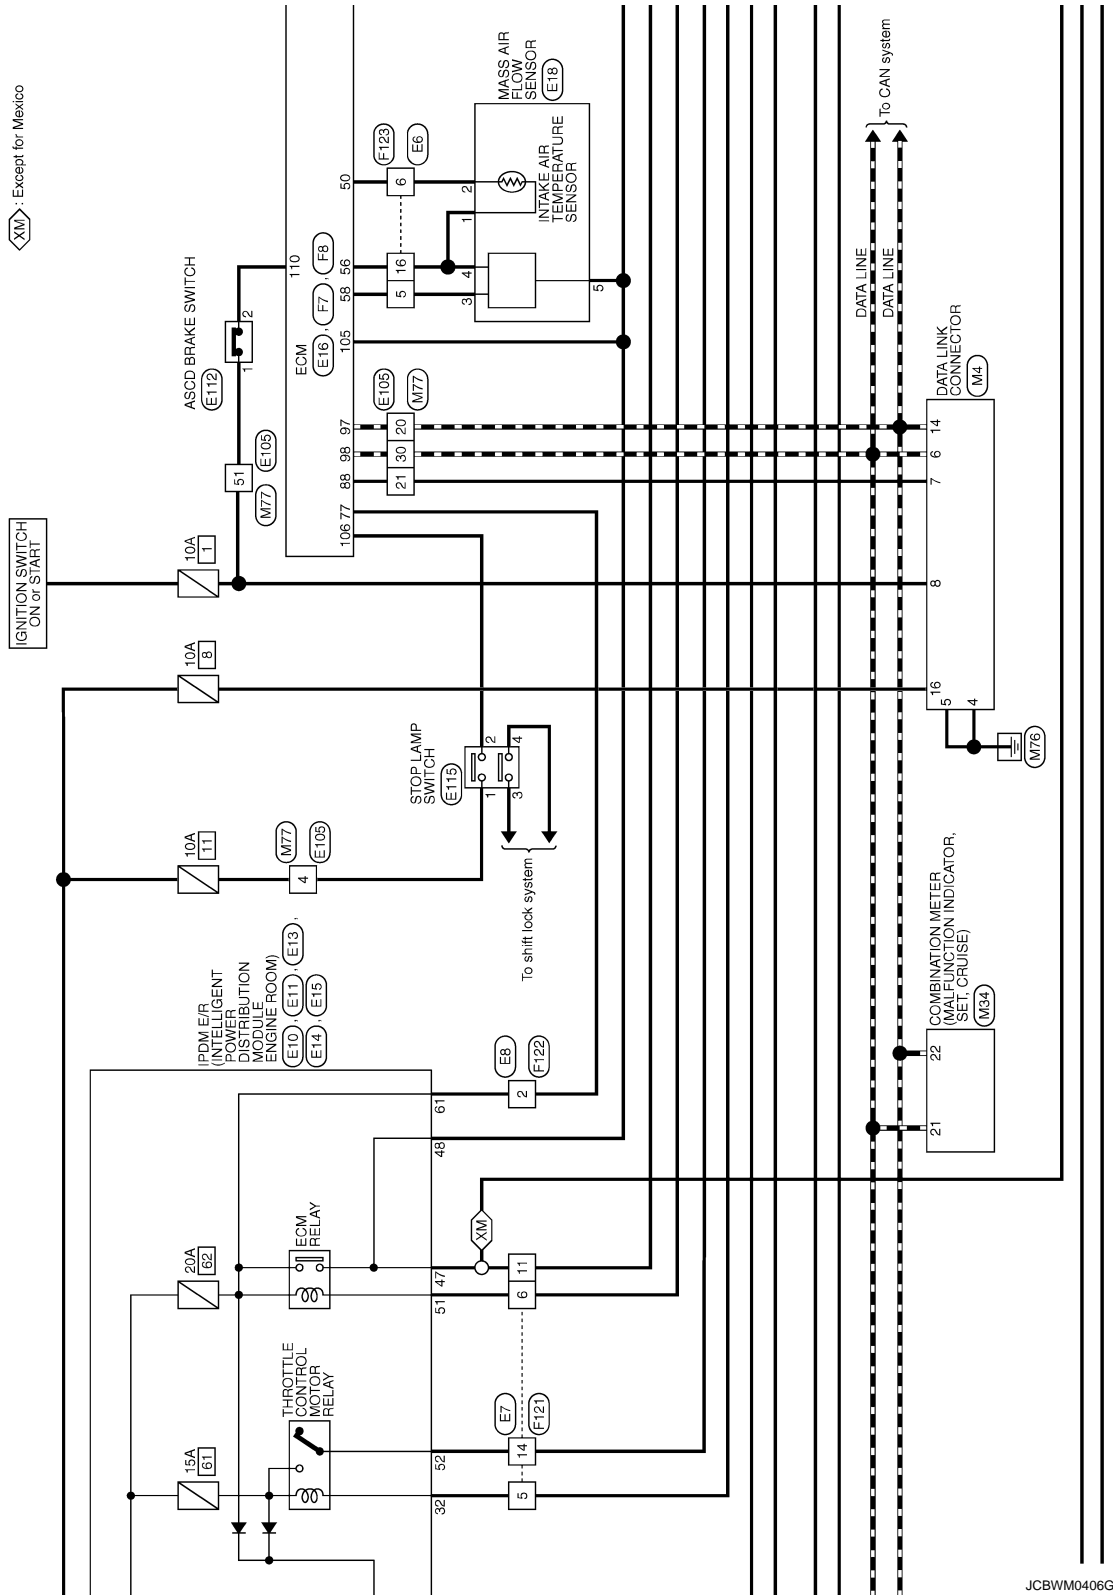 XM : Except for Mexico
IGNITION SWITCH
ON or START
10A
1
10A
8
10A
11
M77
E105
4
51
M77
E105
ASCD BRAKE SWITCH
E112
1
2
110
ECM
E16 , F7 , F8
106
77
88
98
97
105
58
56
50
21
30
20
E105
M77
5
16
6
F123
E6
MASS AIR
FLOW
SENSOR
E18
INTAKE AIR
TEMPERATURE
SENSOR
3
4
1
2
5
STOP LAMP
SWITCH
E115
1
2
3
4
To shift lock system
To CAN system
DATA LINE
DATA LINE
DATA LINK
CONNECTOR
M4
5
4
16
8
7
6
14
M76
COMBINATION METER
(MALFUNCTION INDICATOR,
SET, CRUISE)
M34
21
22
IPDM E/R
(INTELLIGENT
POWER
DISTRIBUTION
MODULE
ENGINE ROOM)
E10 , E11 , E13 ,
E14 , E15
15A
61
20A
62
THROTTLE
CONTROL
MOTOR
RELAY
ECM
RELAY
32
52
51
47
48
61
XM
5
14
6
11
2
E7
F121
E8
F122
JCBWM0406G